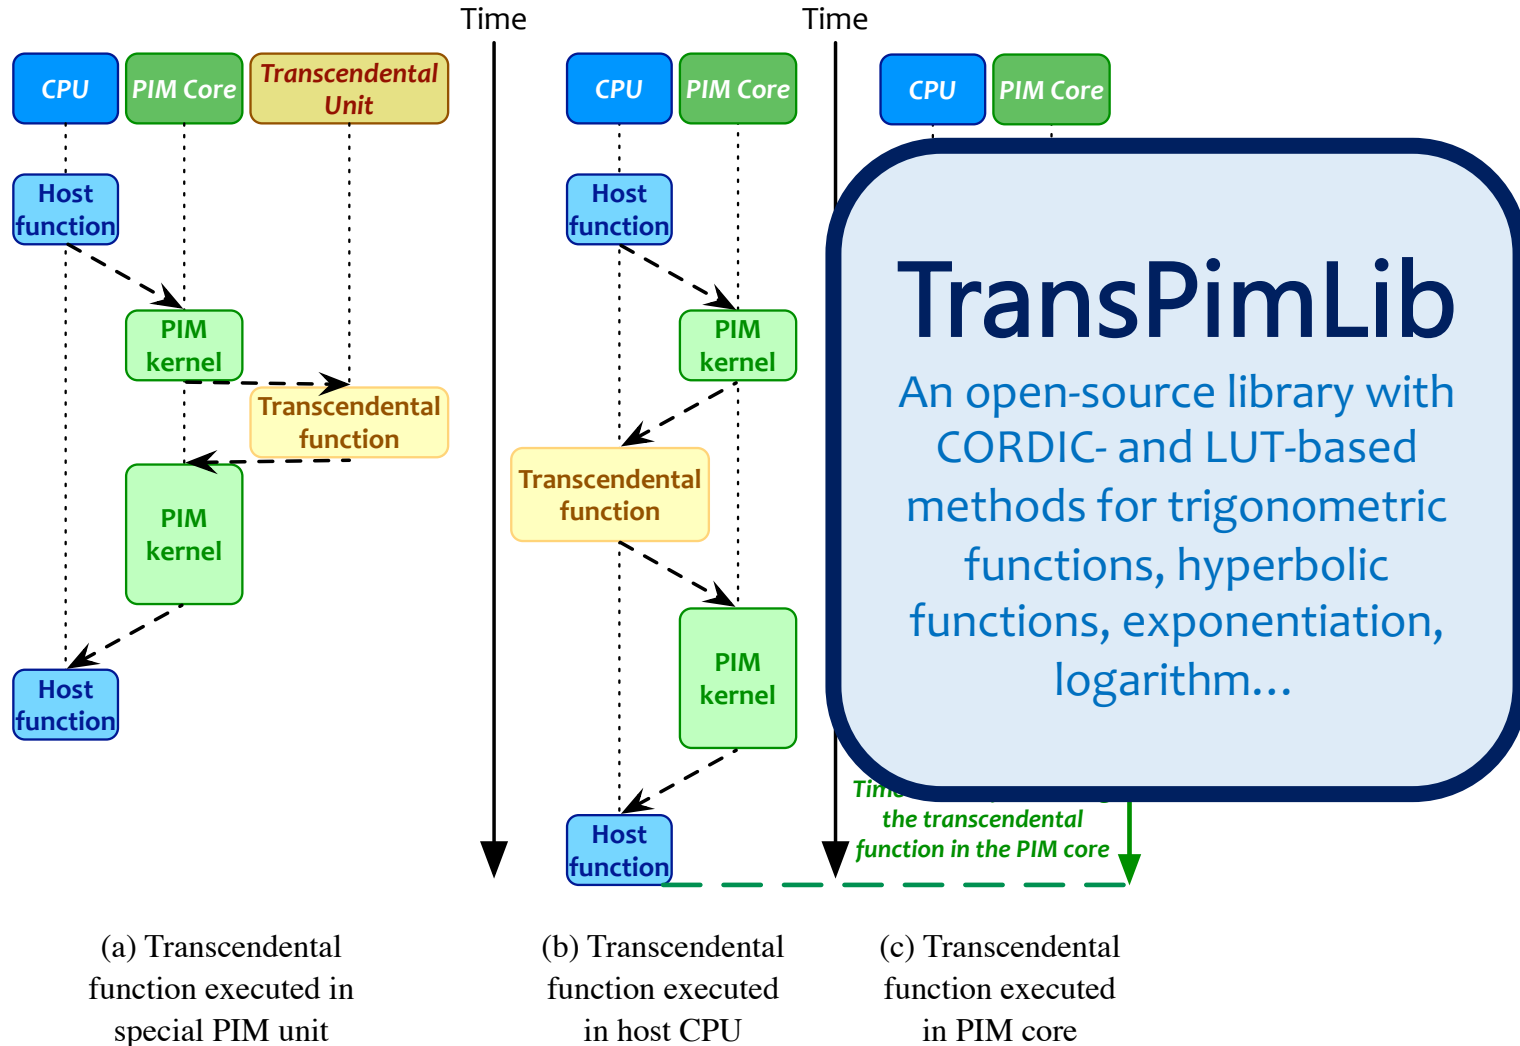 Time
Time
CPU
PIM Core
Transcendental
Unit
CPU
PIM Core
CPU
PIM Core
Host
function
PIM
kernel
Transcendental
function
PIM
kernel
Host
function
Host
function
PIM
kernel
Transcendental
function
PIM
kernel
Host
function
TransPimLib
An open-source library with
CORDIC- and LUT-based
methods for trigonometric
functions, hyperbolic
functions, exponentiation,
logarithm...
the transcendental
function in the PIM core
(a) Transcendental
function executed in
special PIM unit
(b) Transcendental
function executed
in host CPU
(c) Transcendental
function executed
in PIM core